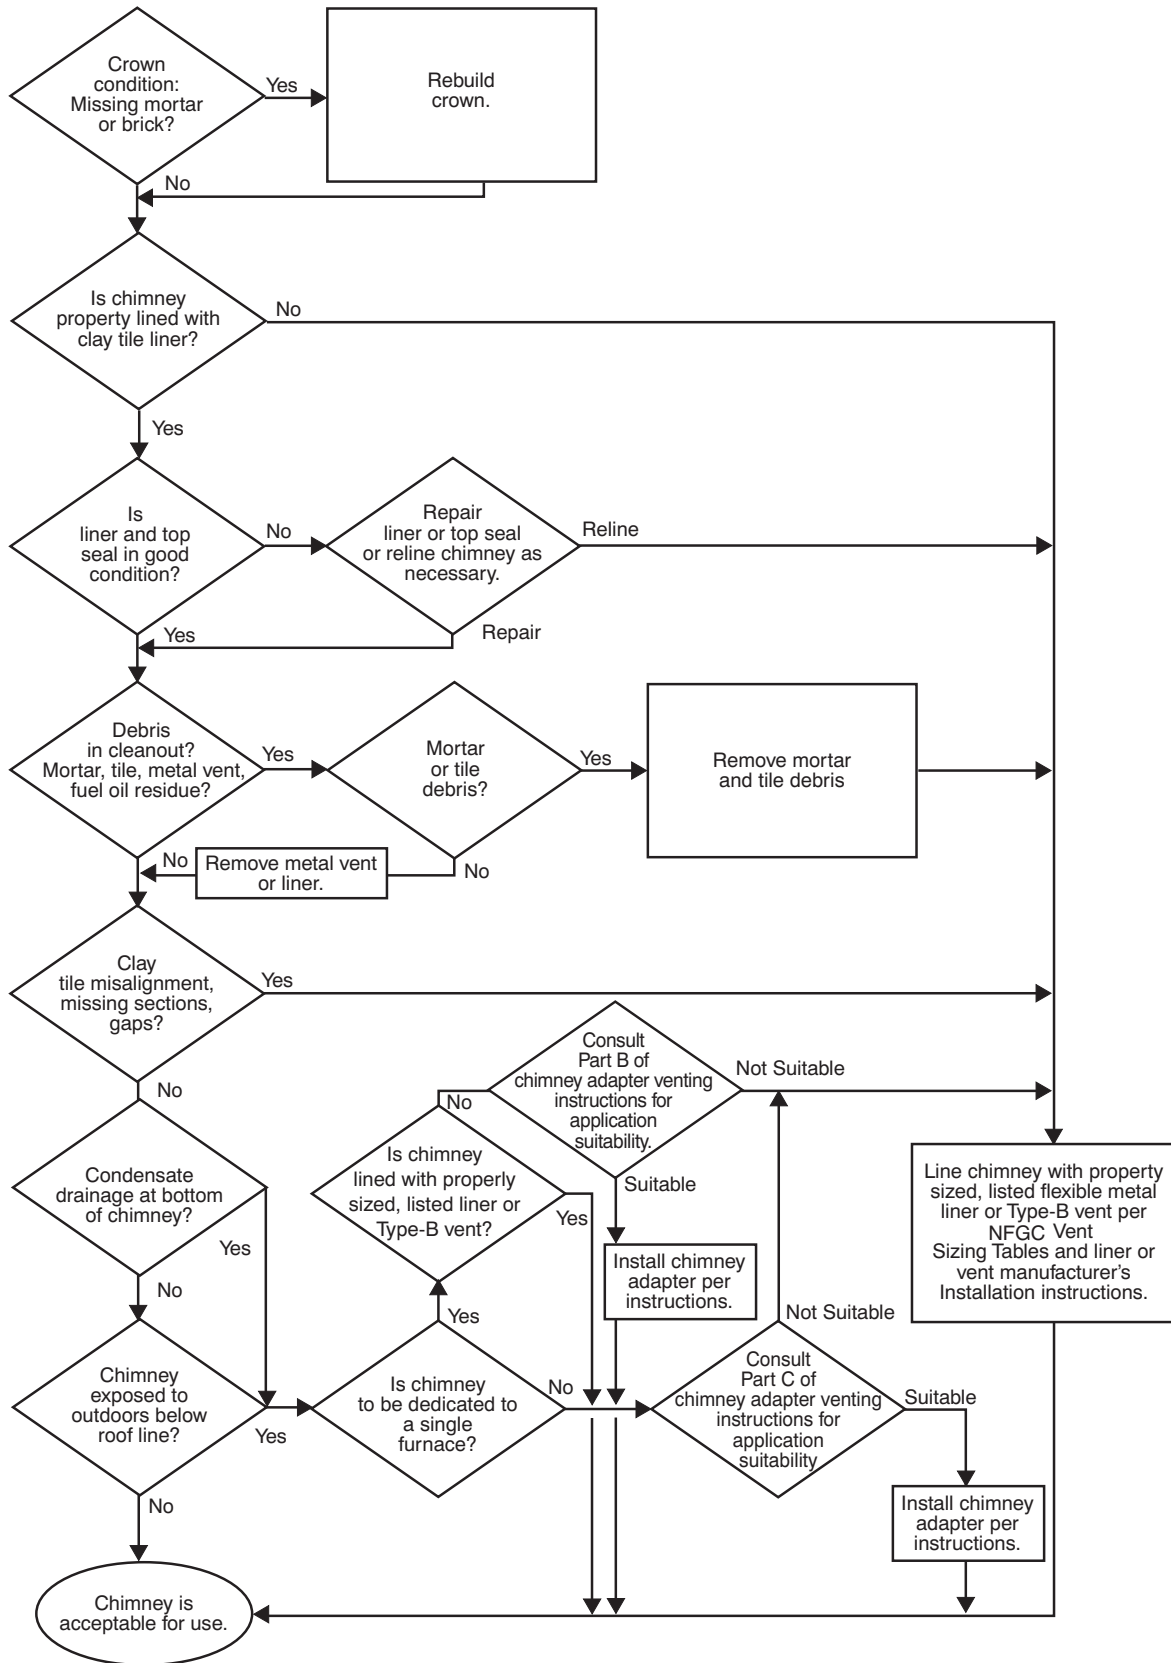 Crown
condition:
Missing mortar
or brick?
Yes
Rebuild
crown.
No
Is chimney
property lined with
clay tile liner?
No
Yes
Is
liner and top
seal in good
condition?
No
Repair
liner or top seal
or reline chimney as
necessary.
Reline
Yes
Repair
Debris
in cleanout?
Mortar, tile, metal vent,
fuel oil residue?
Yes
Mortar
or tile
debris?
Yes
Remove mortar
and tile debris
No
Remove metal vent
or liner.
No
Clay
tile misalignment,
missing sections,
gaps?
Yes
No
Consult
Part B of
chimney adapter venting
instructions for
application
suitability.
Not Suitable
No
Suitable
Condensate
drainage at bottom
of chimney?
Yes
No
Is chimney
lined with properly
sized, listed liner or
Type-B vent?
Yes
Install chimney
adapter per
instructions.
Line chimney with property
sized, listed flexible metal
liner or Type-B vent per
NFGC Vent
Sizing Tables and liner or
vent manufacturer's
Installation instructions.
Yes
Not Suitable
Chimney
exposed to
outdoors below
roof line?
Yes
Is chimney
to be dedicated to
a single
furnace?
No
Consult
Part C of
chimney adapter venting
instructions for
application
suitability
Suitable
No
Install chimney
adapter per
instructions.
Chimney is
acceptable for use.